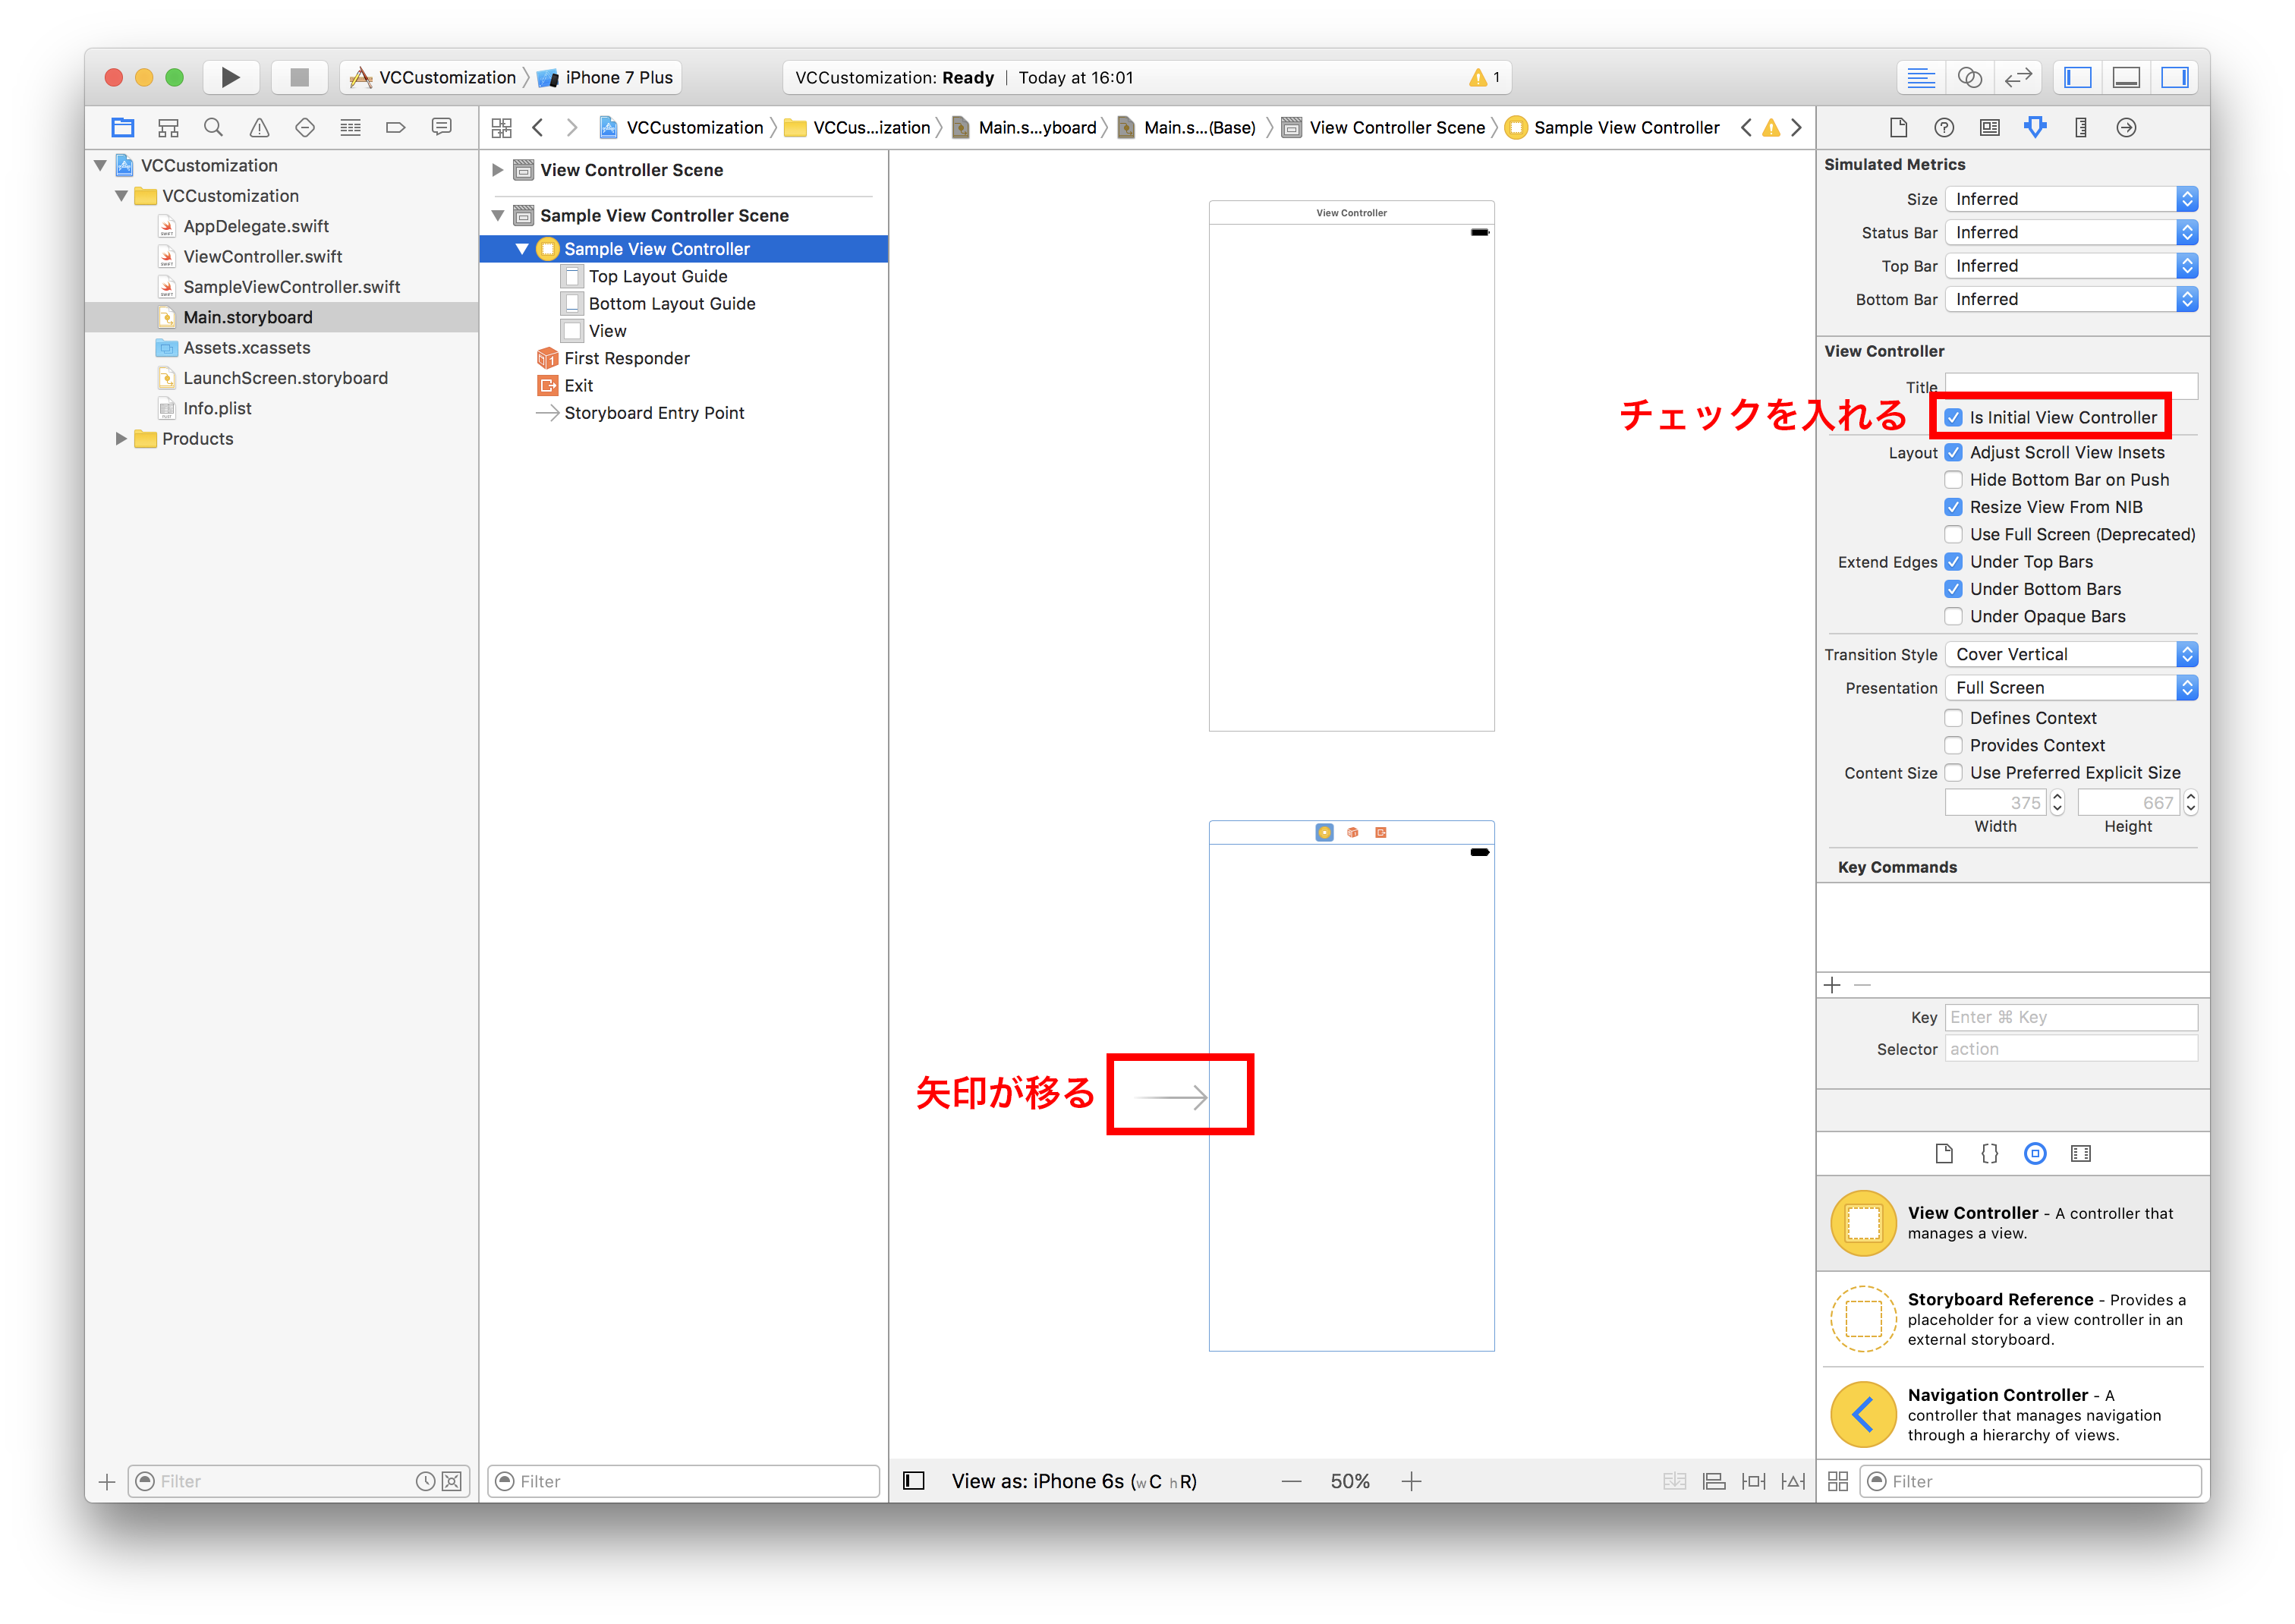 VCCustomization 〉 iPhone 7 Plus
VCCustomization: Ready | Today at 16:01
1
VCCustomization 〉 VCCus...ization 〉 Main.s...yboard 〉 Main.s...(Base) 〉 View Controller Scene 〉 Sample View Controller
VCCustomization
VCCustomization
AppDelegate.swift
ViewController.swift
SampleViewController.swift
Main.storyboard
Assets.xcassets
LaunchScreen.storyboard
Info.plist
Products
Filter
View Controller Scene
Sample View Controller Scene
Sample View Controller
Top Layout Guide
Bottom Layout Guide
View
First Responder
Exit
Storyboard Entry Point
Filter
View Controller
矢印が移る
View as: iPhone 6s (wC hR)
50%
Simulated Metrics
Size Inferred
Status Bar Inferred
Top Bar Inferred
Bottom Bar Inferred
View Controller
Title
チェックを入れる
Is Initial View Controller
Layout Adjust Scroll View Insets
Hide Bottom Bar on Push
Resize View From NIB
Use Full Screen (Deprecated)
Extend Edges Under Top Bars
Under Bottom Bars
Under Opaque Bars
Transition Style Cover Vertical
Presentation Full Screen
Defines Context
Provides Context
Content Size Use Preferred Explicit Size
375 667
Width Height
Key Commands
Key Enter ⌘ Key
Selector action
View Controller - A controller that
manages a view.
Storyboard Reference - Provides a
placeholder for a view controller in an
external storyboard.
Navigation Controller - A
controller that manages navigation
through a hierarchy of views.
Filter